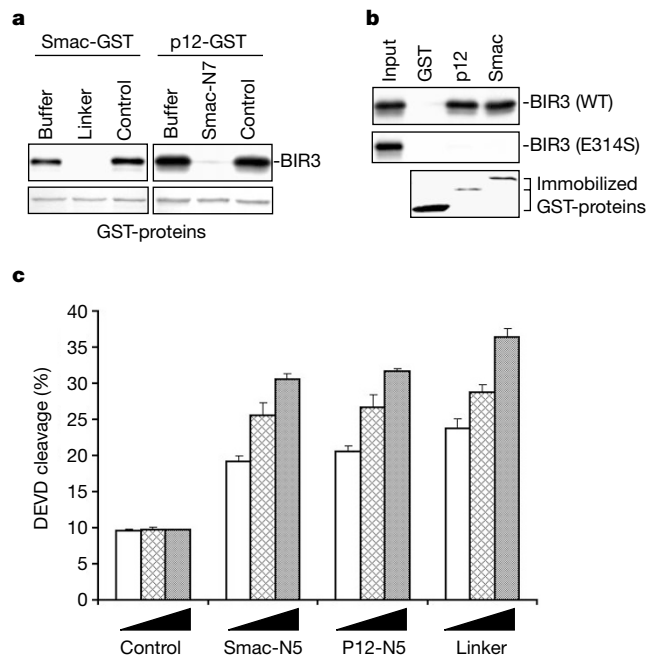 a
Smac-GST p12-GST
Buffer Linker Control Buffer Smac-N7 Control
-BIR3
GST-proteins
b
Input GST p12 Smac
-BIR3 (WT)
-BIR3 (E314S)
Immobilized
GST-proteins
c
DEVD cleavage (%)
40
35
30
25
20
15
10
5
0
Control Smac-N5 P12-N5 Linker